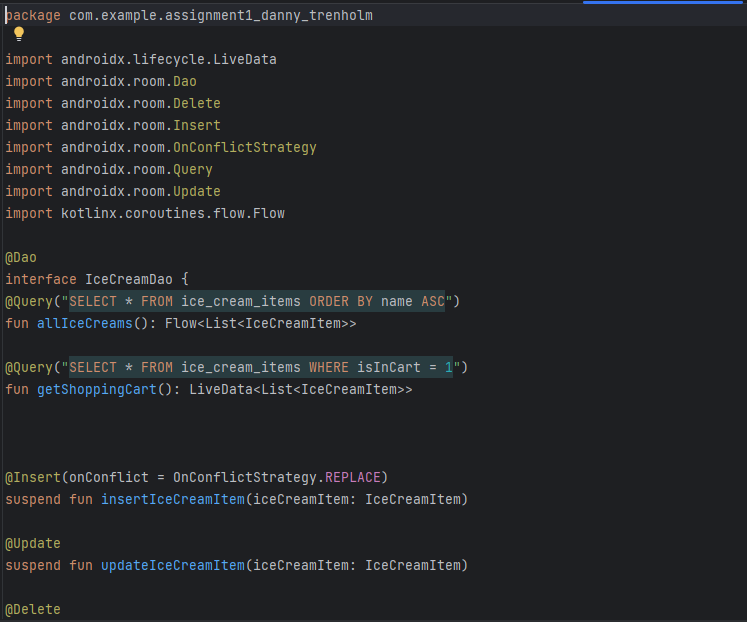 package com.example.assignment1_danny_trenholm
import androidx.lifecycle.LiveData
import androidx.room.Dao
import androidx.room.Delete
import androidx.room.Insert
import androidx.room.OnConflictStrategy
import androidx.room.Query
import androidx.room.Update
import kotlinx.coroutines.flow.Flow
@Dao
interface IceCreamDao {
@Query("SELECT * FROM ice_cream_items ORDER BY name ASC")
fun allIceCreams(): Flow<List<IceCreamItem>>
@Query("SELECT * FROM ice_cream_items WHERE isInCart = 1")
fun getShoppingCart(): LiveData<List<IceCreamItem>>
@Insert(onConflict = OnConflictStrategy.REPLACE)
suspend fun insertIceCreamItem(iceCreamItem: IceCreamItem)
@Update
suspend fun updateIceCreamItem(iceCreamItem: IceCreamItem)
@Delete